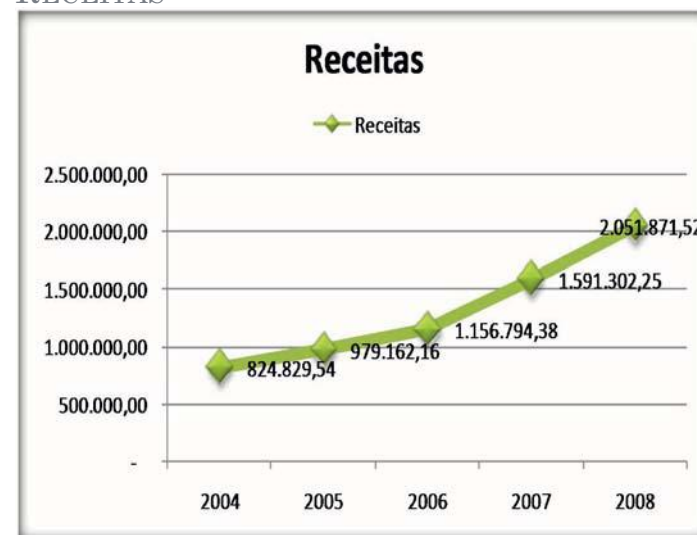 RECEITAS
Receitas
Receitas
2.500.000,00
2.000.000,00
1.500.000,00
1.000.000,00
500.000,00
-
824.829,54
979.162,16
1.156.794,38
1.591.302,25
2.051.871,52
2004 2005 2006 2007 2008